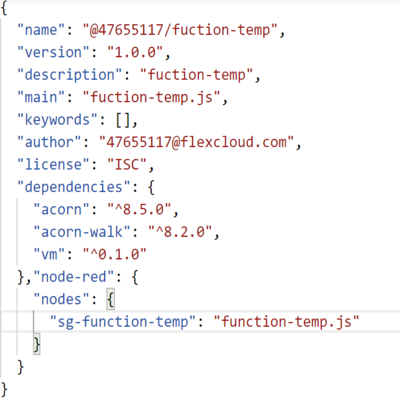 {
"name": "@47655117/fuction-temp",
"version": "1.0.0",
"description": "fuction-temp",
"main": "fuction-temp.js",
"keywords": [],
"author": "47655117@flexcloud.com",
"license": "ISC",
"dependencies": {
"acorn": "^8.5.0",
"acorn-walk": "^8.2.0",
"vm": "^0.1.0"
},"node-red": {
"nodes": {
"sg-function-temp": "function-temp.js"
}
}
}